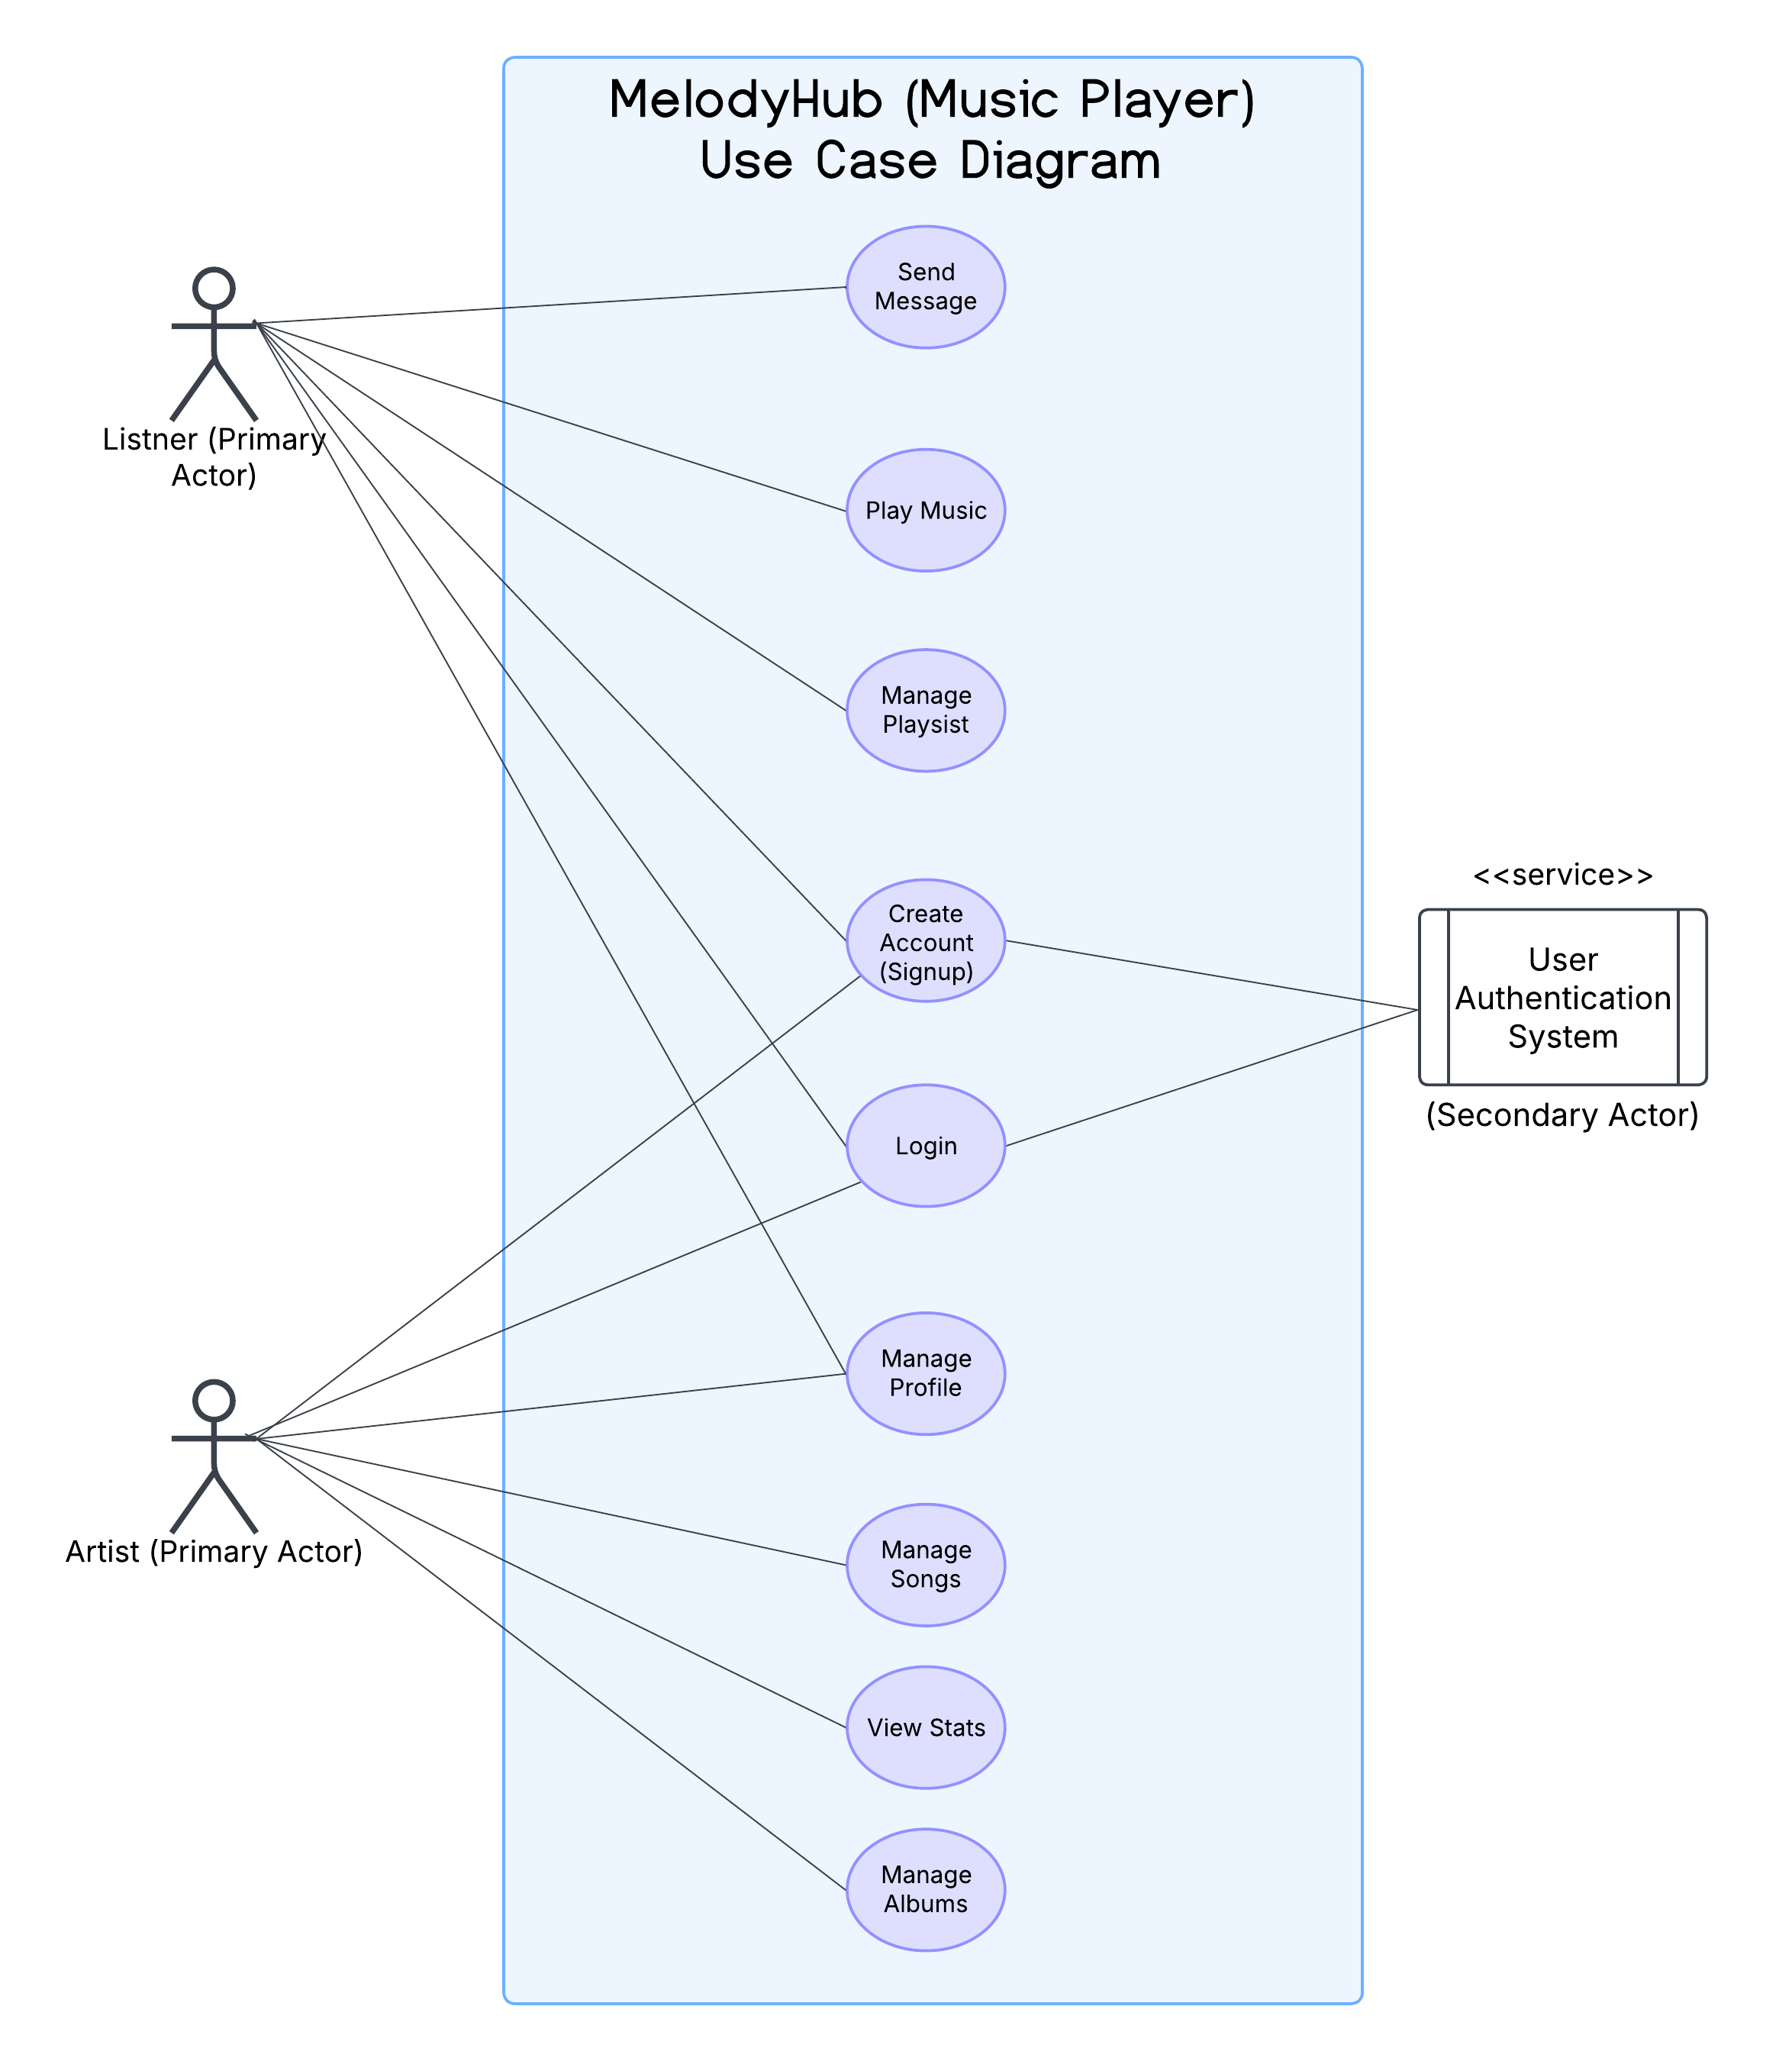 MelodyHub (Music Player)
Use Case Diagram
Send
Message
Listner (Primary
Actor)
Play Music
Manage
Playsist
Create
Account
(Signup)
<<service>>
User
Authentication
System
(Secondary Actor)
Login
Manage
Profile
Artist (Primary Actor)
Manage
Songs
View Stats
Manage
Albums